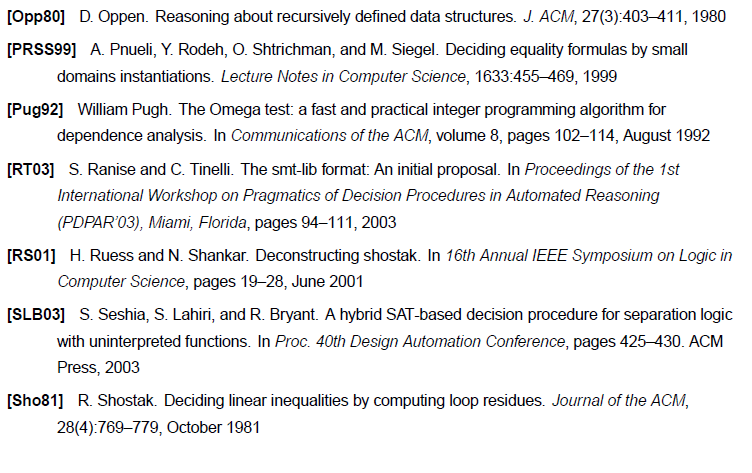 [Opp80] D. Oppen. Reasoning about recursively defined data structures. J. ACM, 27(3):403–411, 1980
[PRSS99] A. Pnueli, Y. Rodeh, O. Shtrichman, and M. Siegel. Deciding equality formulas by small
domains instantiations. Lecture Notes in Computer Science, 1633:455–469, 1999
[Pug92] William Pugh. The Omega test: a fast and practical integer programming algorithm for
dependence analysis. In Communications of the ACM, volume 8, pages 102–114, August 1992
[RT03] S. Ranise and C. Tinelli. The smt-lib format: An initial proposal. In Proceedings of the 1st
International Workshop on Pragmatics of Decision Procedures in Automated Reasoning
(PDPAR'03), Miami, Florida, pages 94–111, 2003
[RS01] H. Ruess and N. Shankar. Deconstructing shostak. In 16th Annual IEEE Symposium on Logic in
Computer Science, pages 19–28, June 2001
[SLB03] S. Seshia, S. Lahiri, and R. Bryant. A hybrid SAT-based decision procedure for separation logic
with uninterpreted functions. In Proc. 40th Design Automation Conference, pages 425–430. ACM
Press, 2003
[Sho81] R. Shostak. Deciding linear inequalities by computing loop residues. Journal of the ACM,
28(4):769–779, October 1981